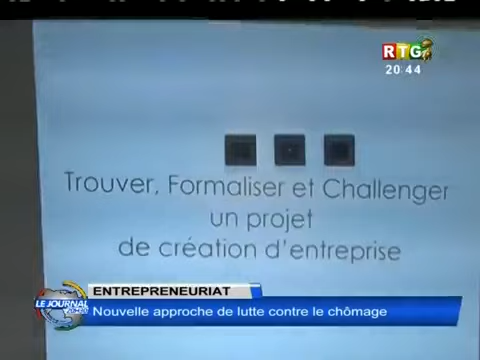 RTG
20:44
Trouver, Formaliser et Challenger
un projet
de création d'entreprise
ENTREPRENEURIAT
LE JOURNAL
Nouvelle approche de lutte contre le chômage